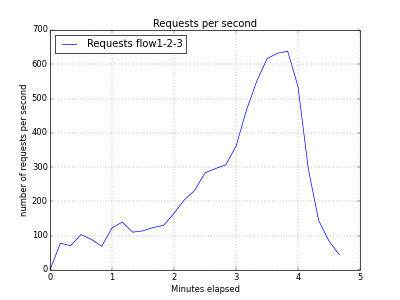 Requests per second
700
Requests flow1-2-3
600
500
400
300
200
100
0
number of requests per second
0 1 2 3 4 5
Minutes elapsed